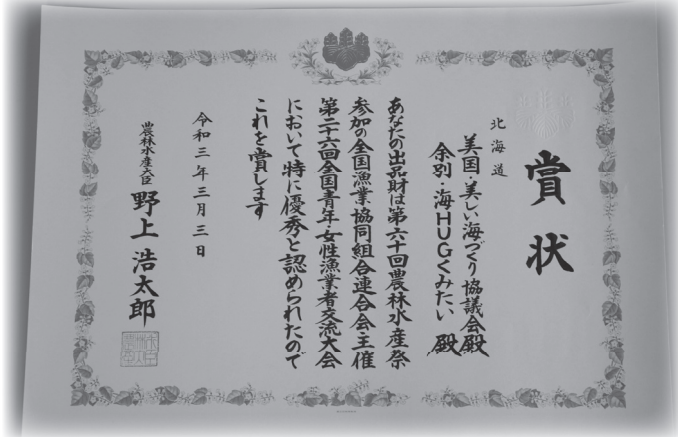 賞状
北海道
美国・美しい海づくり協議会殿
余別・海HUGくみたい 殿
あなたの出品財は第六十回農林水産祭
参加の全国漁業協同組合連合会主催
第二十六回全国青年・女性漁業者交流大会
において特に優秀と認められたので
これを賞します
令和三年三月三日
農林水産大臣 野上浩太郎